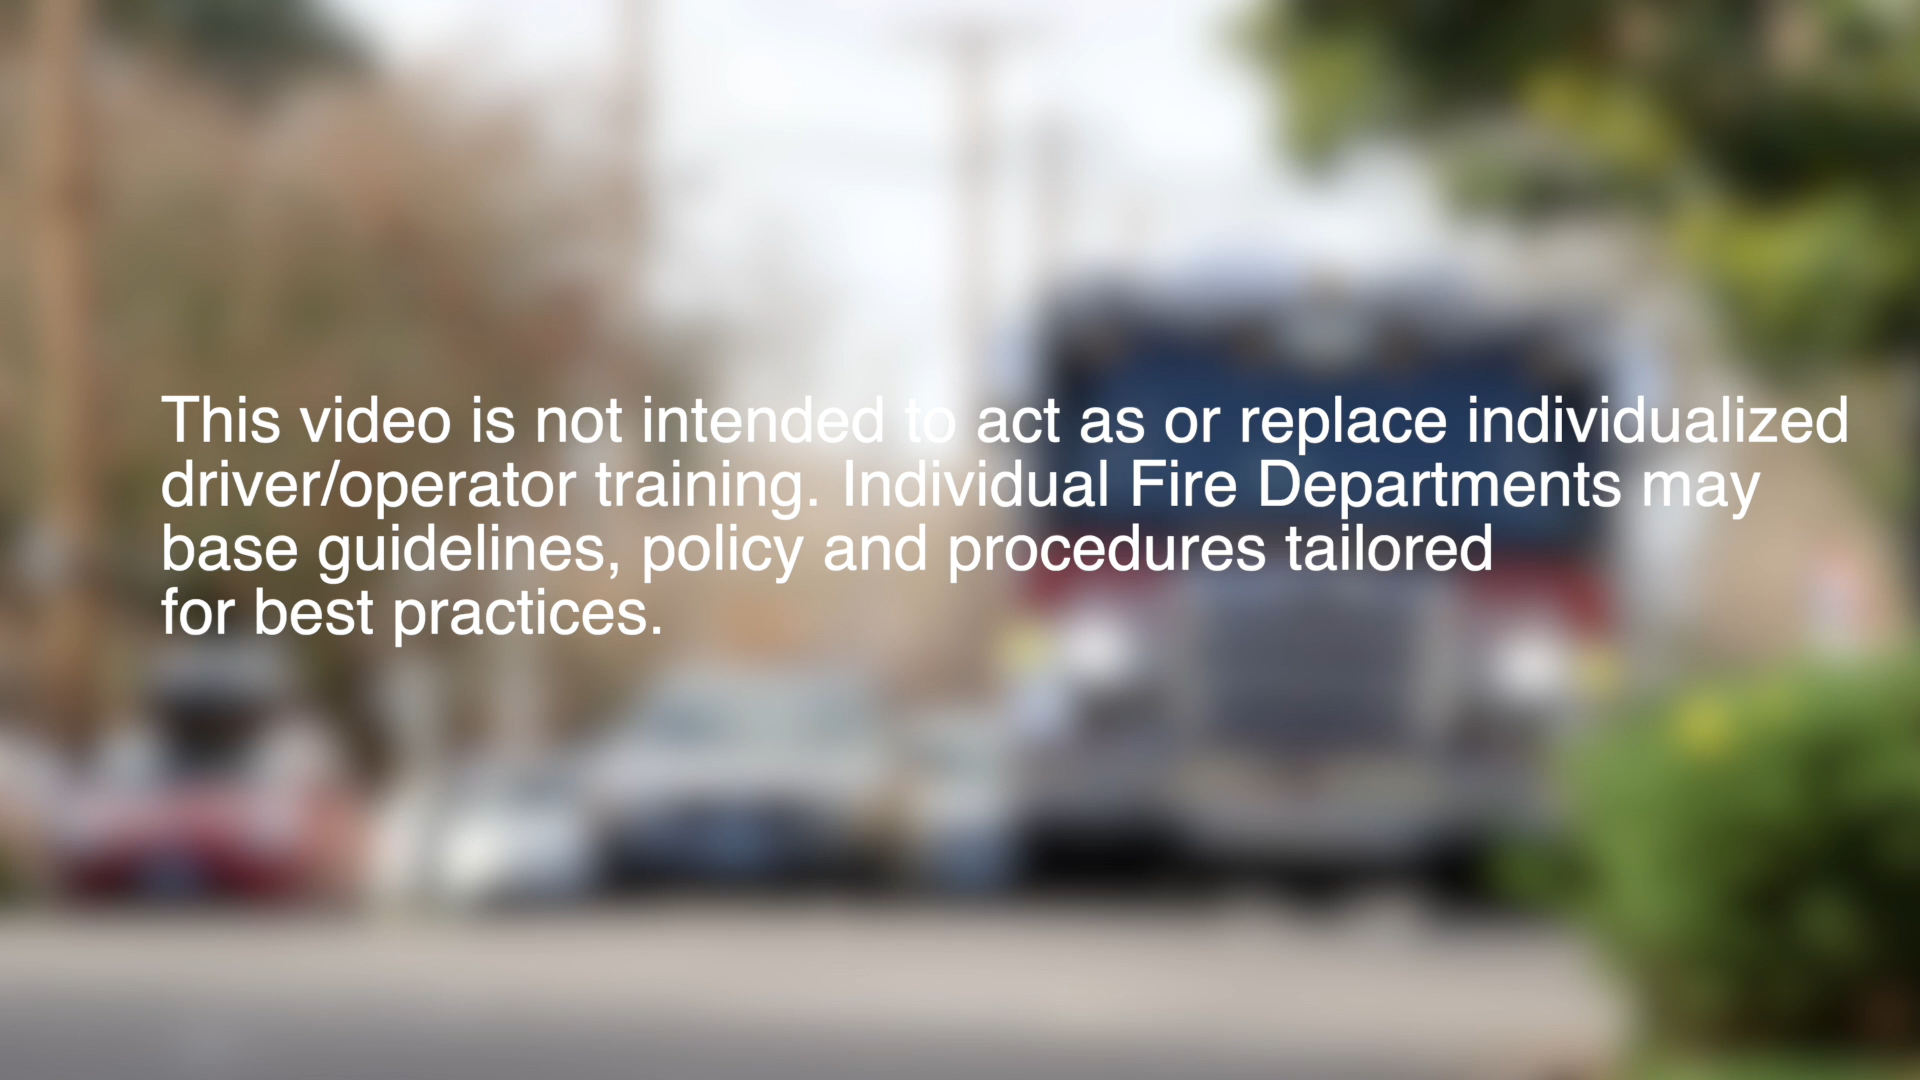 This video is not intended to act as or replace individualized
driver/operator training. Individual Fire Departments may
base guidelines, policy and procedures tailored
for best practices.